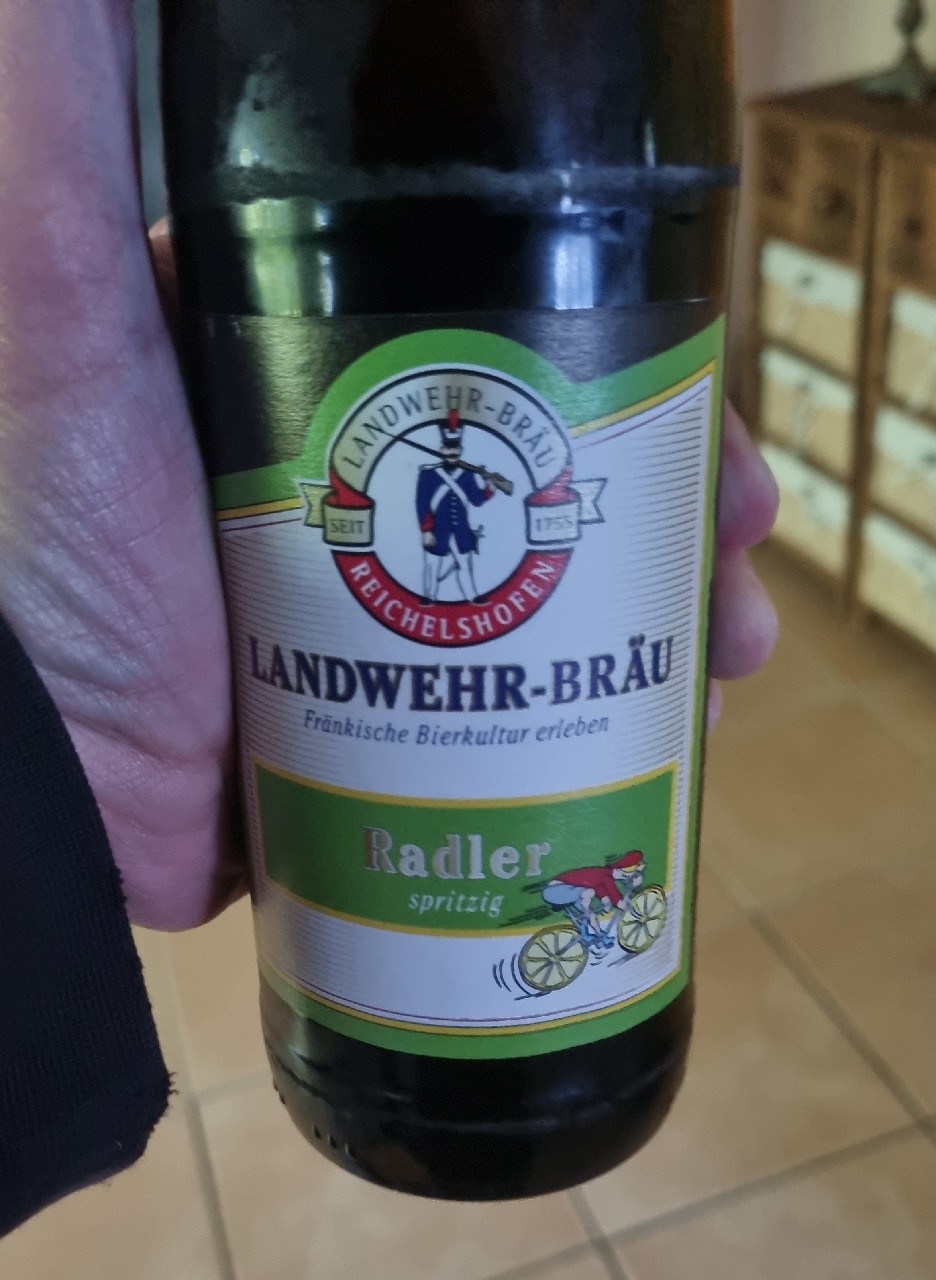 LANDWEHR-BRÄU
SEIT 1755
REICHELSHOFEN
LANDWEHR-BRÄU
Fränkische Bierkultur erleben
Radler
spritzig